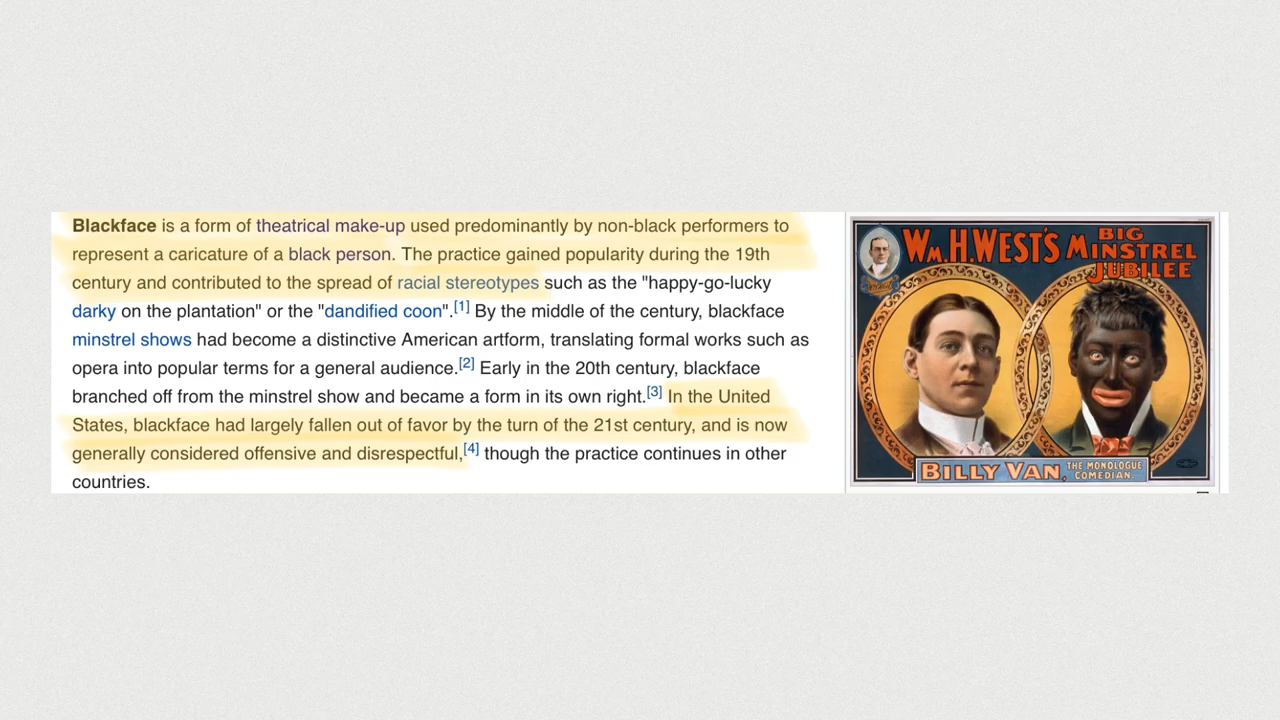 Blackface is a form of theatrical make-up used predominantly by non-black performers to
represent a caricature of a black person. The practice gained popularity during the 19th
century and contributed to the spread of racial stereotypes such as the "happy-go-lucky
darky on the plantation" or the "dandified coon".[1] By the middle of the century, blackface
minstrel shows had become a distinctive American artform, translating formal works such as
opera into popular terms for a general audience.[2] Early in the 20th century, blackface
branched off from the minstrel show and became a form in its own right.[3] In the United
States, blackface had largely fallen out of favor by the turn of the 21st century, and is now
generally considered offensive and disrespectful,[4] though the practice continues in other
countries.
WM. H. WEST'S
BIG
MINSTREL
JUBILEE
BILLY VAN,
THE MONOLOGUE
COMEDIAN.